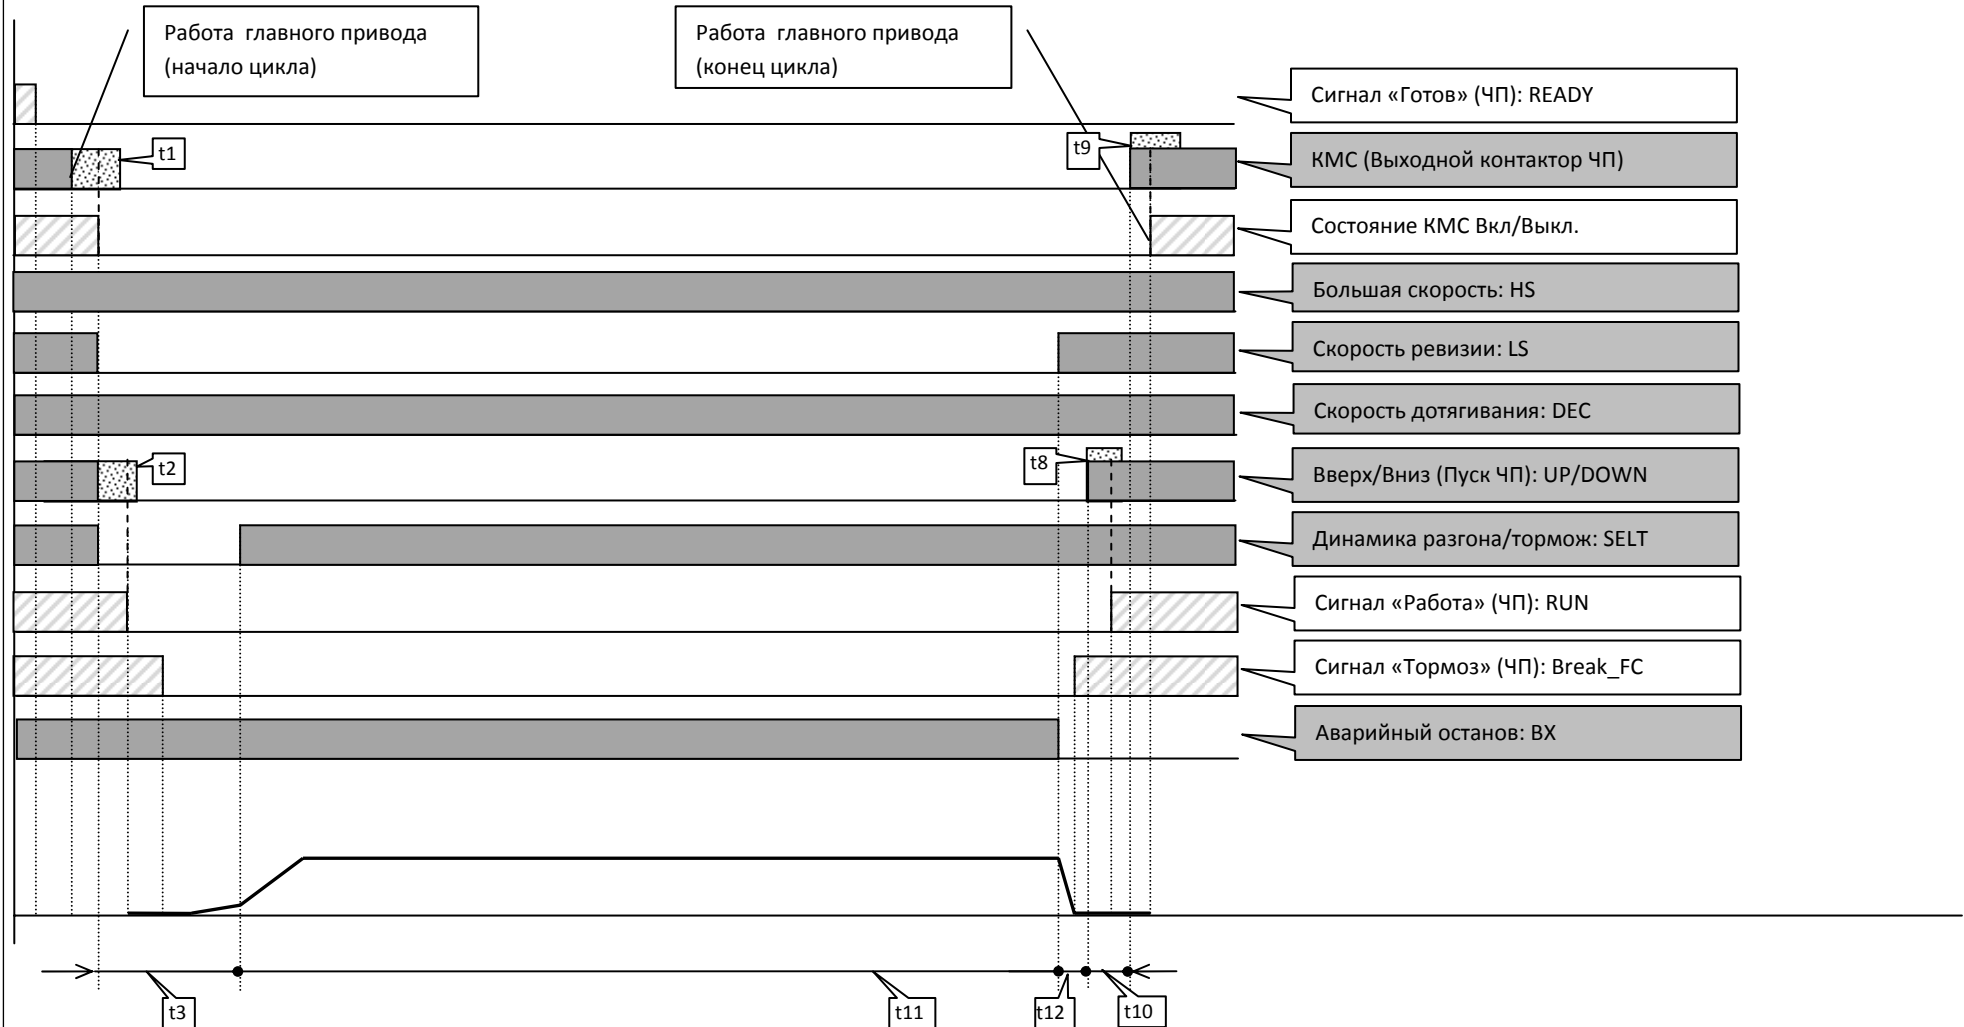 Работа главного привода
(начало цикла)
Работа главного привода
(конец цикла)
Сигнал «Готов» (ЧП): READY
t1
t9
КМС (Выходной контактор ЧП)
Состояние КМС Вкл/Выкл.
Большая скорость: HS
Скорость ревизии: LS
Скорость дотягивания: DEC
t2
t8
Вверх/Вниз (Пуск ЧП): UP/DOWN
Динамика разгона/тормож: SELT
Сигнал «Работа» (ЧП): RUN
Сигнал «Тормоз» (ЧП): Break_FC
Аварийный останов: BX
t3
t11
t12
t10